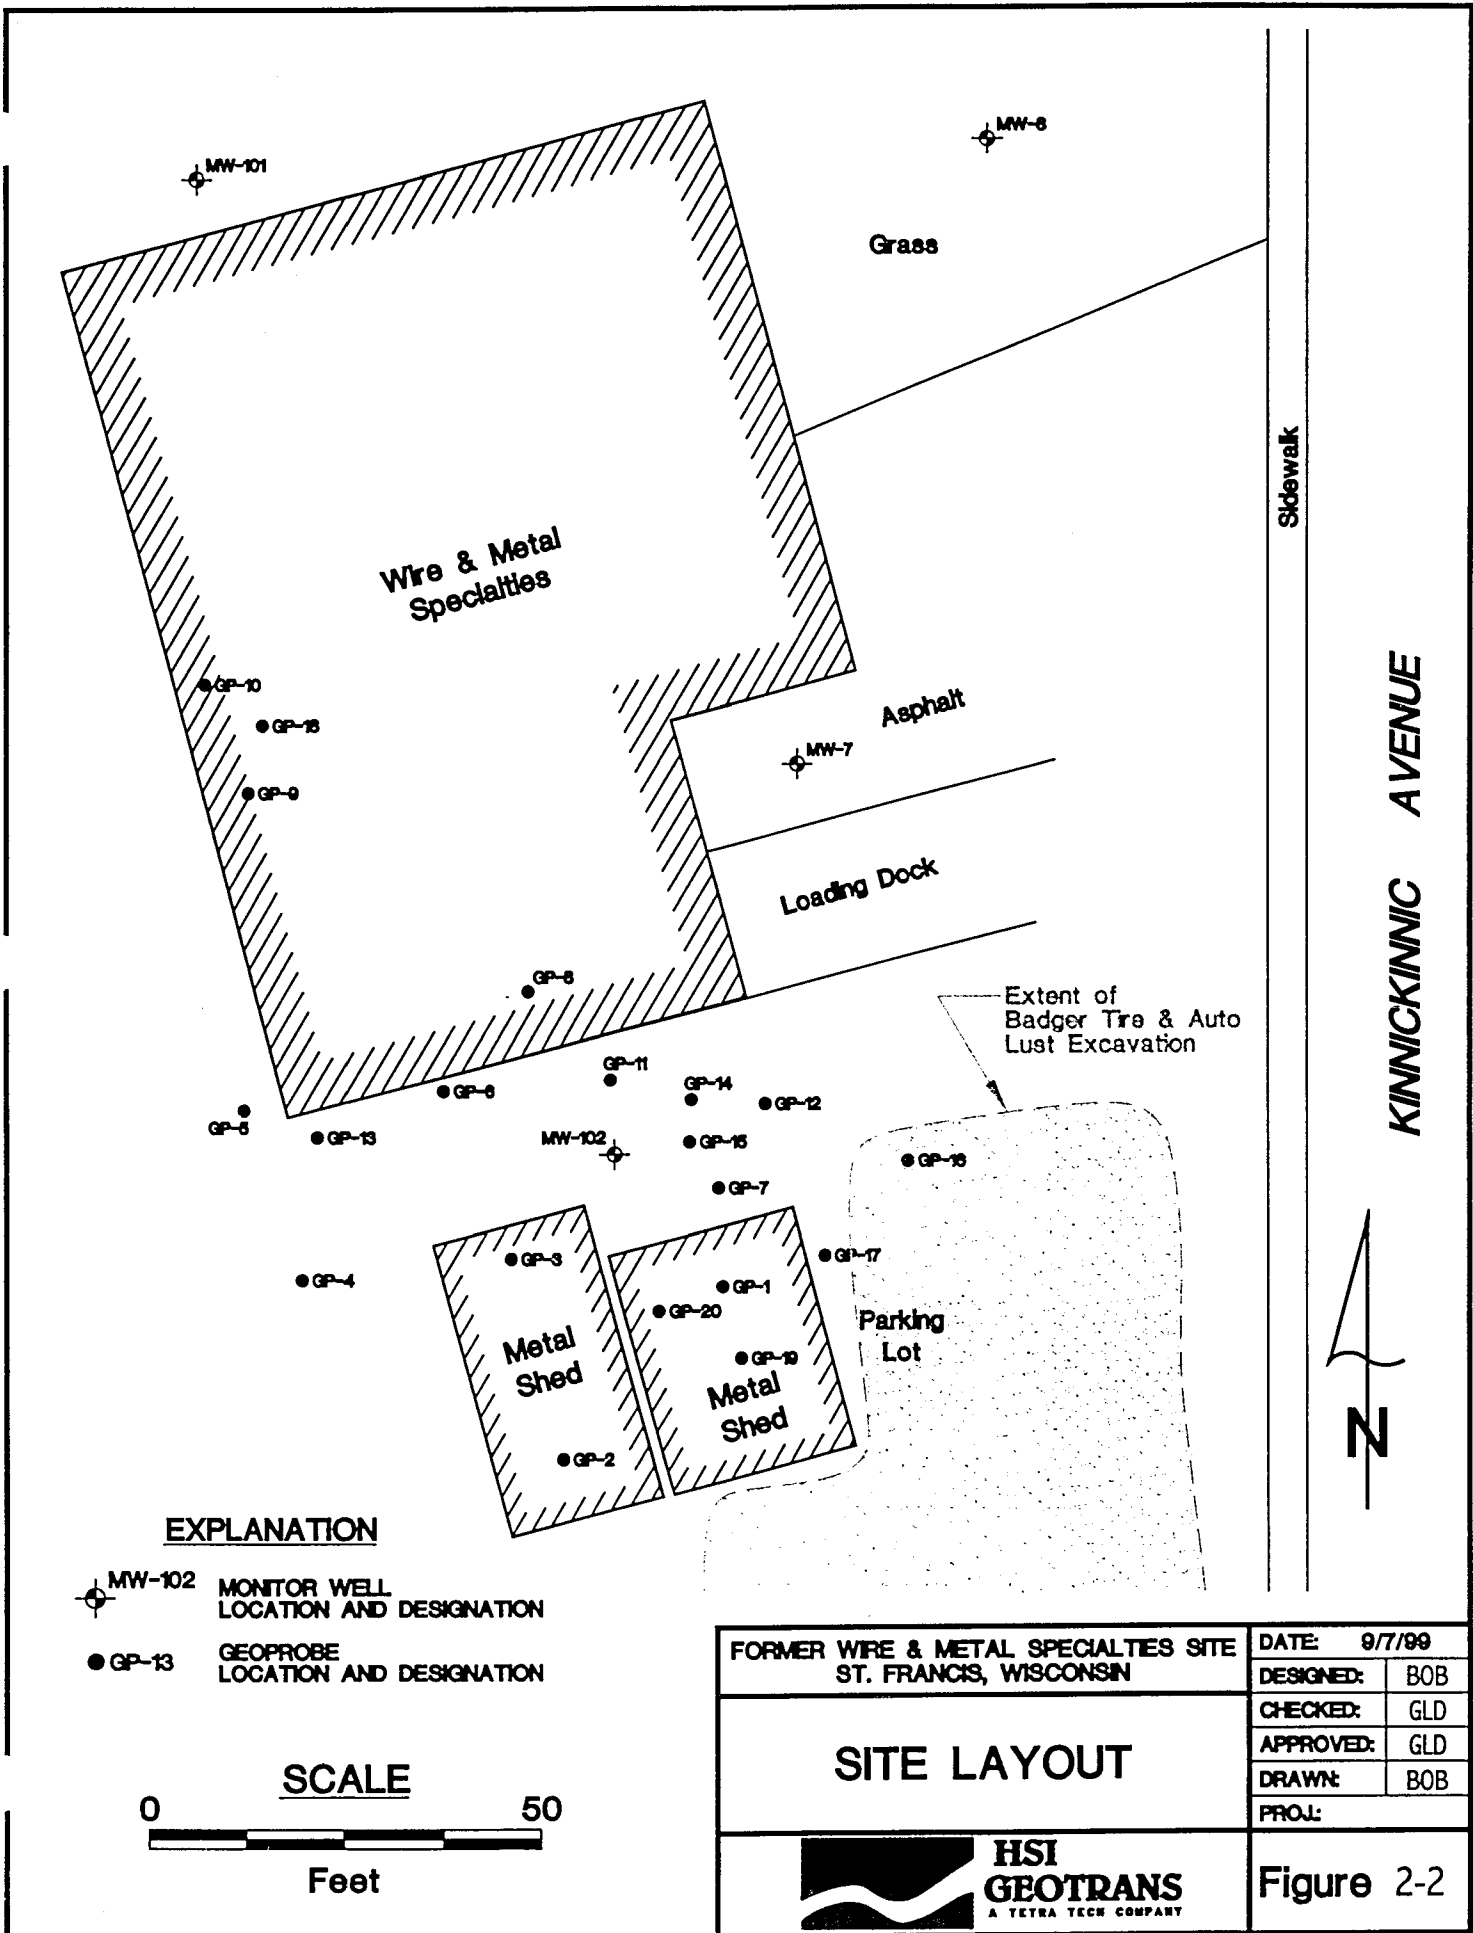 MW-101
MW-6
Grass
Sidewalk
Wire & Metal
Specialties
KINNICKINNIC AVENUE
GP-10
GP-18
GP-9
Asphalt
MW-7
Loading Dock
GP-8
Extent of
Badger Tire & Auto
Lust Excavation
GP-11
GP-14
GP-6
GP-12
GP-5
GP-13
MW-102
GP-15
GP-16
GP-7
GP-3
GP-17
GP-4
GP-1
GP-20
Parking
Lot
Metal
Shed
GP-19
Metal
Shed
GP-2
N
EXPLANATION
MW-102 MONITOR WELL
LOCATION AND DESIGNATION
GP-13 GEOPROBE
LOCATION AND DESIGNATION
SCALE
0 50
Feet
FORMER WIRE & METAL SPECIALTIES SITE
ST. FRANCIS, WISCONSIN
SITE LAYOUT
DATE: 9/7/99
DESIGNED: BOB
CHECKED: GLD
APPROVED: GLD
DRAWN: BOB
PROJ.:
HSI
GEOTRANS
A TETRA TECH COMPANY
Figure 2-2